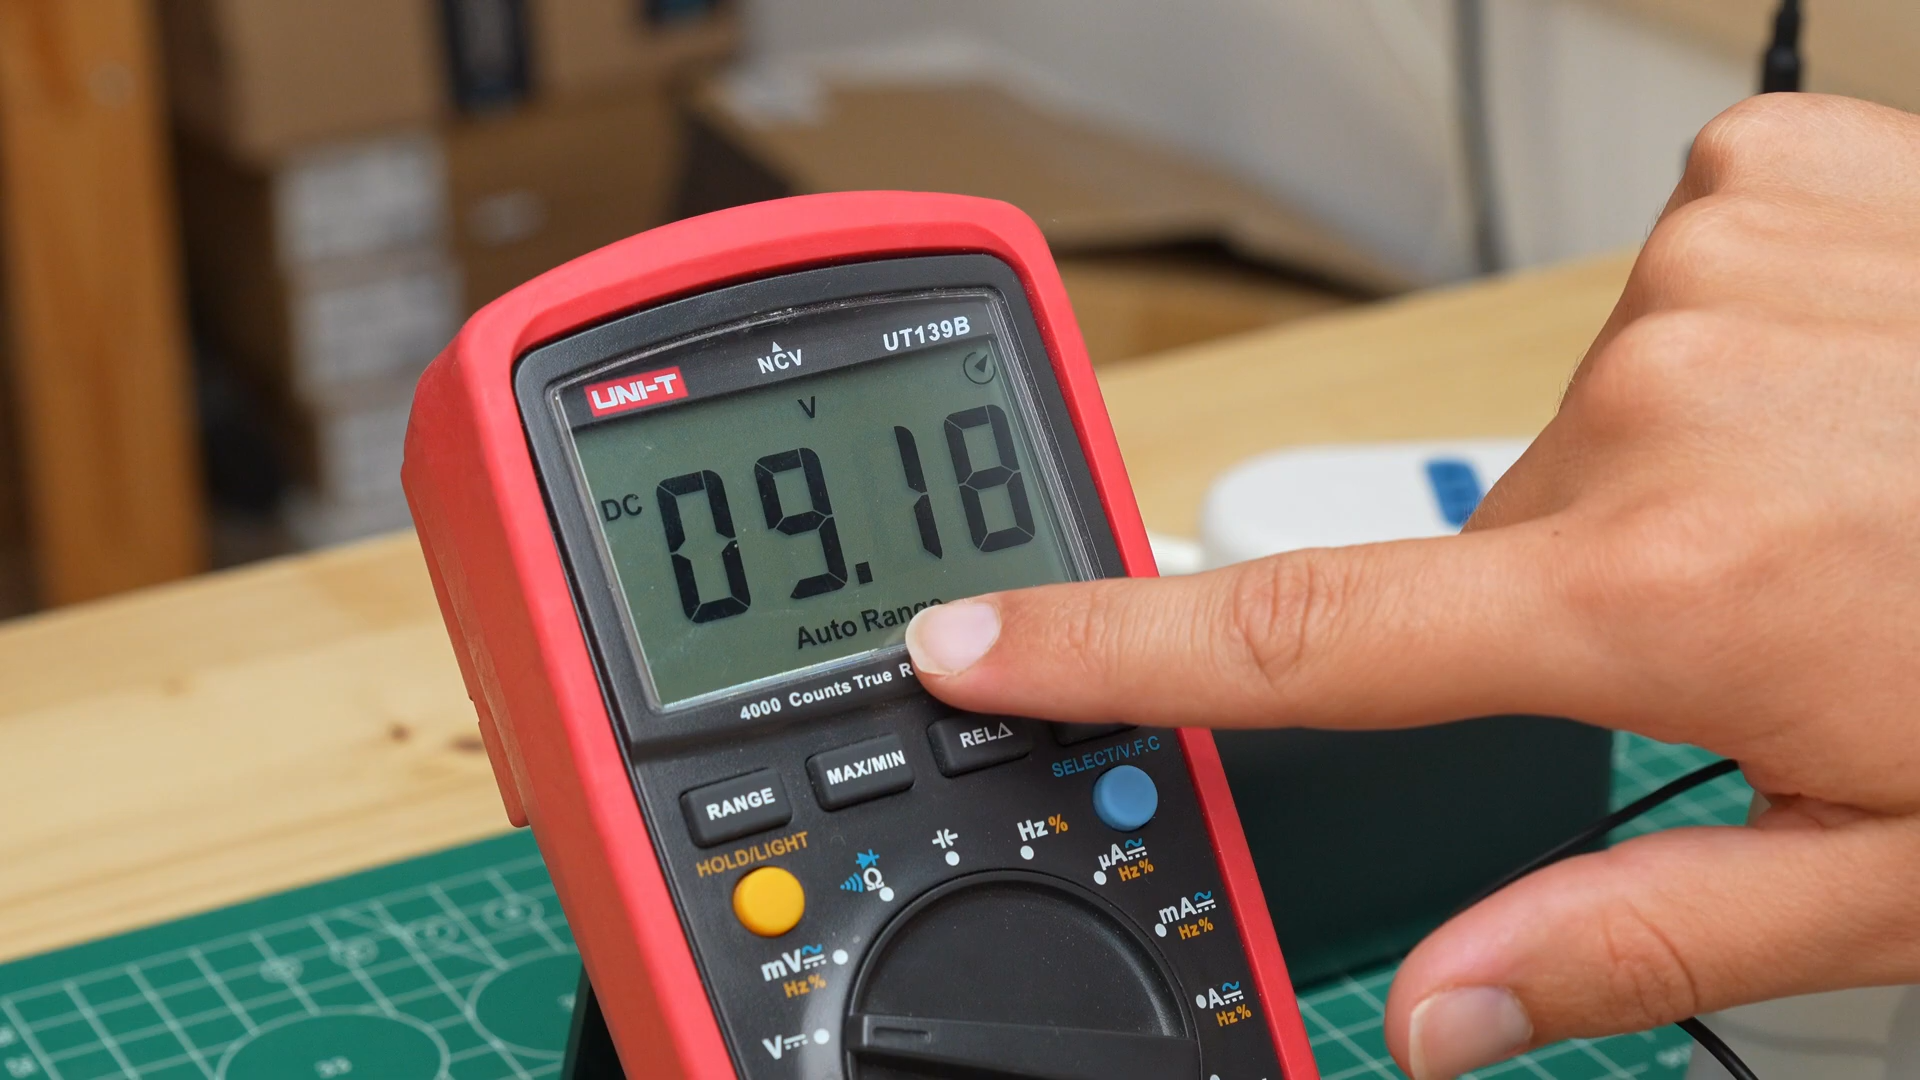 NCV
UT139B
UNI-T
V
DC
09.18
Auto Range
4000 Counts True
RANGE
MAX/MIN
REL△
SELECT/V.F.C
HOLD/LIGHT
Hz%
Ω
µA
Hz%
mA
Hz%
mV
Hz%
A
Hz%
V